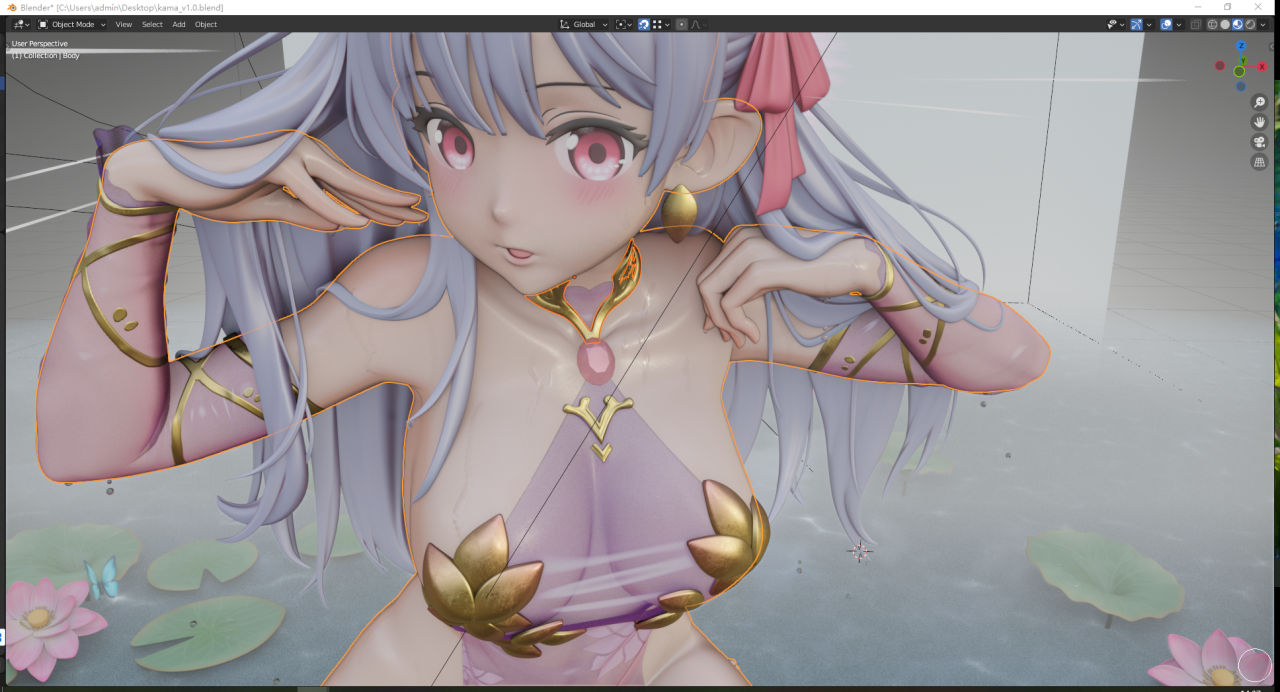 Blender* [C:\Users\admin\Desktop\kama_v1.0.blend]
Object Mode View Select Add Object Global
User Perspective
(1) Collection | Body
Z
Y
X